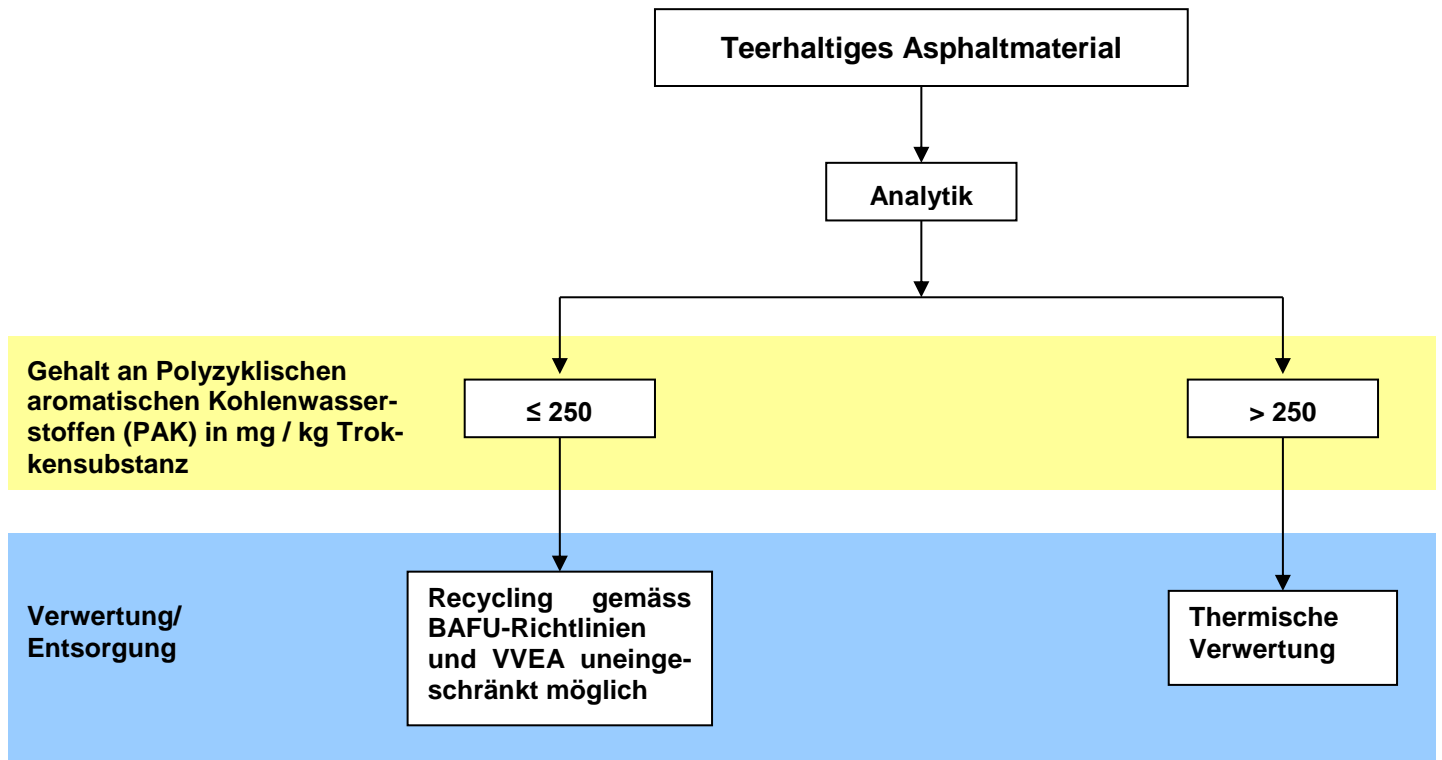 Teerhaltiges Asphaltmaterial
Analytik
Gehalt an Polyzyklischen
aromatischen Kohlenwasser-
stoffen (PAK) in mg / kg Trok-
kensubstanz
≤ 250
> 250
Verwertung/
Entsorgung
Recycling gemäss
BAFU-Richtlinien
und VVEA uneinge-
schränkt möglich
Thermische
Verwertung